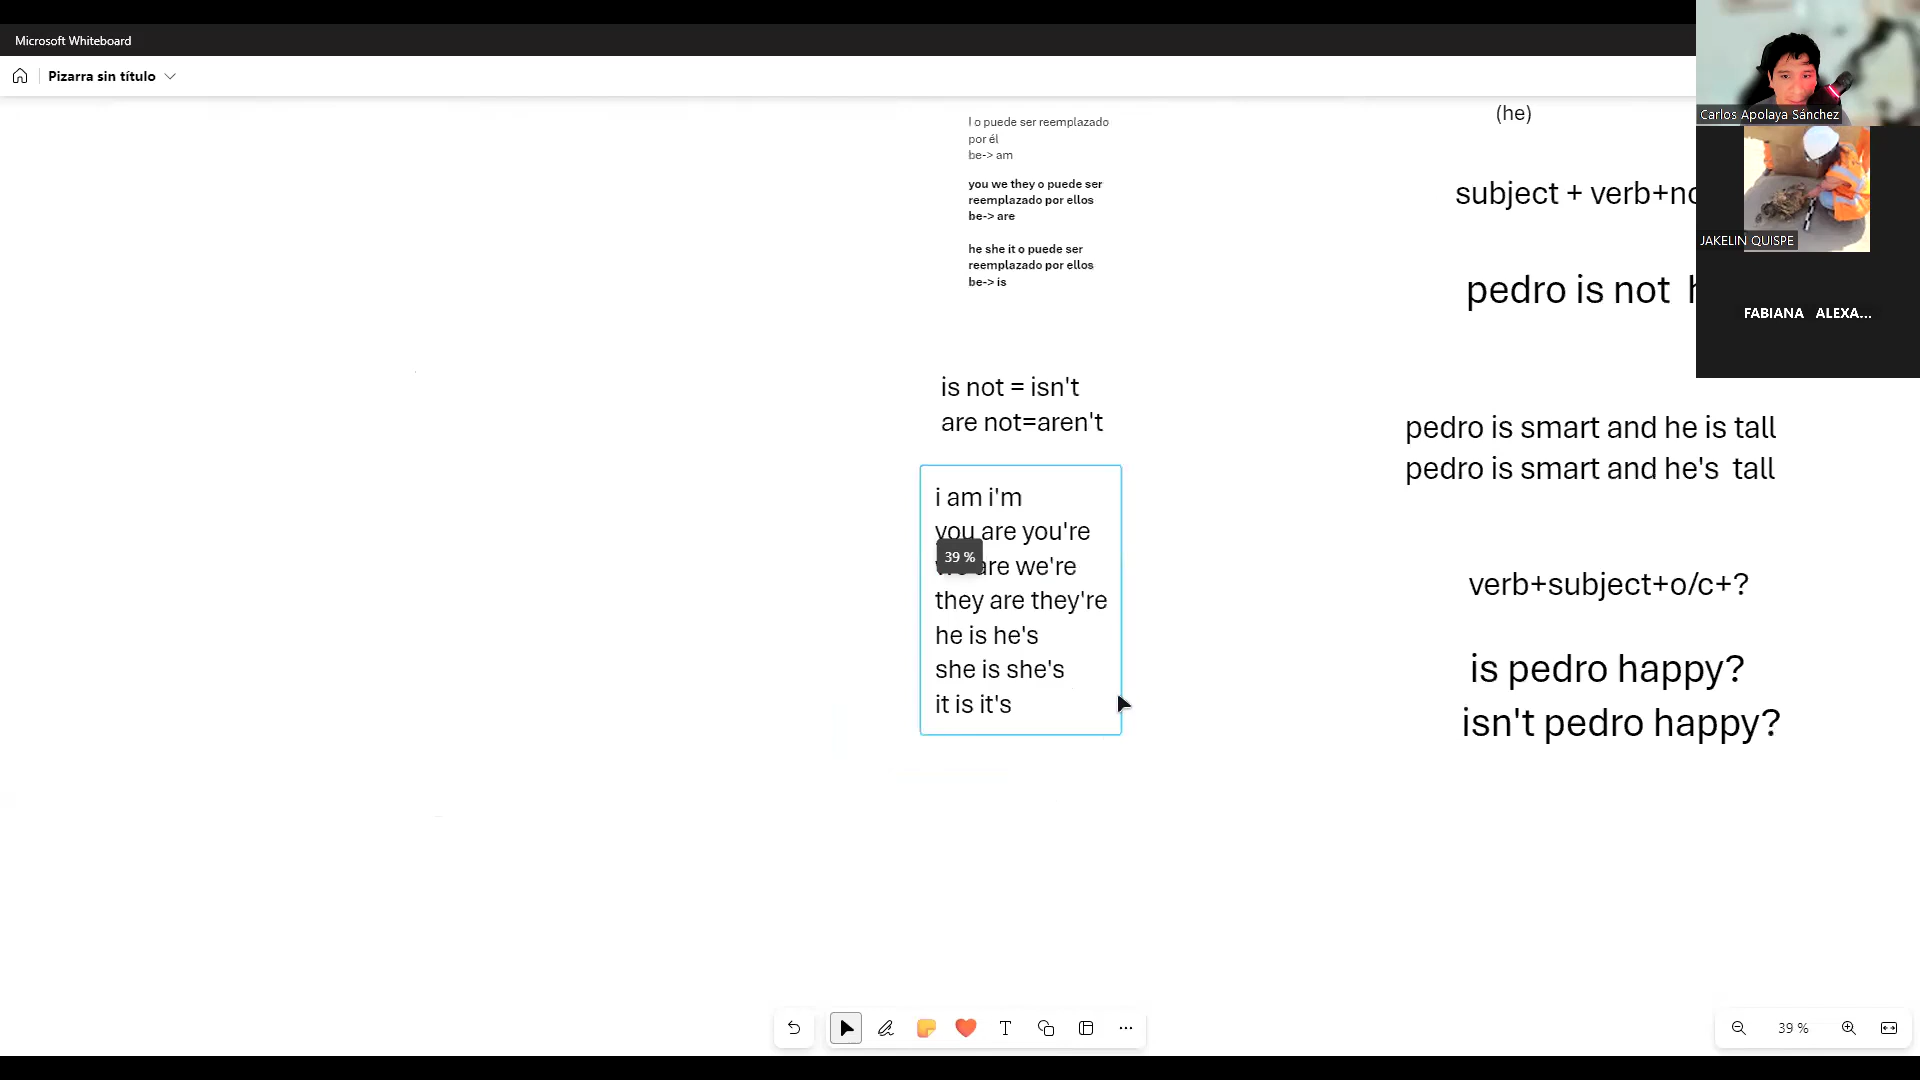 Microsoft Whiteboard
Pizarra sin título
I o puede ser reemplazado
por él
be-> am
you we they o puede ser
reemplazado por ellos
be-> are
he she it o puede ser
reemplazado por ellos
be-> is
is not = isn't
are not=aren't
i am i'm
you are you're
are we're
they are they're
he is he's
she is she's
it is it's
39 %
(he)
subject + verb+no
pedro is not h
pedro is smart and he is tall
pedro is smart and he's tall
verb+subject+o/c+?
is pedro happy?
isn't pedro happy?
Carlos Apolaya Sánchez
JAKELIN QUISPE
FABIANA ALEXA...
39 %